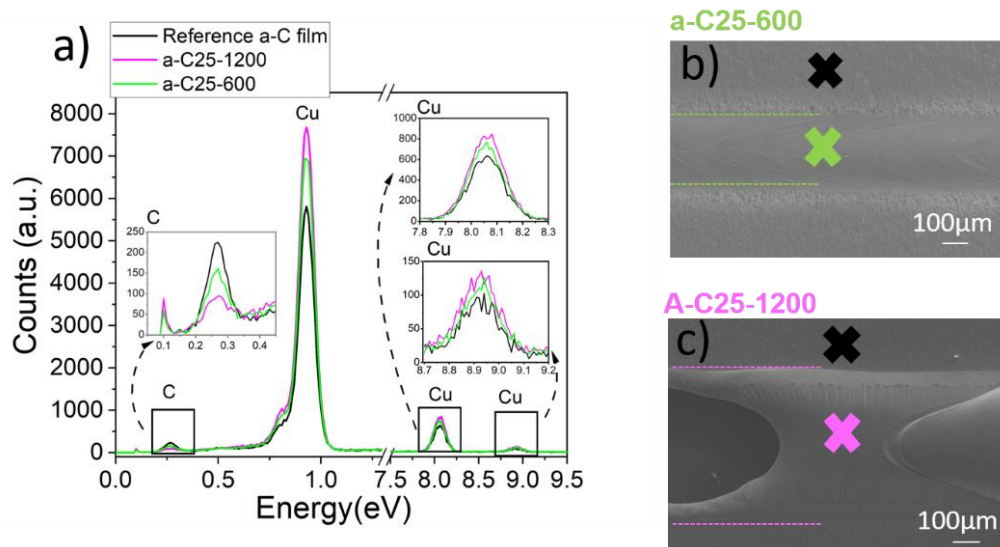 a)
Reference a-C film
a-C25-1200
a-C25-600
8000
7000
6000
5000
4000
3000
2000
1000
0
Counts (a.u.)
0.0 0.5 1.0 7.5 8.0 8.5 9.0 9.5
Energy(eV)
Cu
C
250
200
150
100
50
0
0.1 0.2 0.3 0.4
C
Cu
1000
800
600
400
200
0
7.8 7.9 8.0 8.1 8.2 8.3
Cu
150
100
50
0
8.7 8.8 8.9 9.0 9.1 9.2
Cu
Cu
a-C25-600
b)
100µm
A-C25-1200
c)
100µm